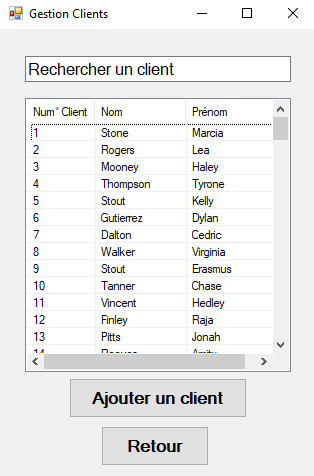 Gestion Clients
Rechercher un client
Num° Client Nom Prénom
1 Stone Marcia
2 Rogers Lea
3 Mooney Haley
4 Thompson Tyrone
5 Stout Kelly
6 Gutierrez Dylan
7 Dalton Cedric
8 Walker Virginia
9 Stout Erasmus
10 Tanner Chase
11 Vincent Hedley
12 Finley Raja
13 Pitts Jonah
14
Ajouter un client
Retour